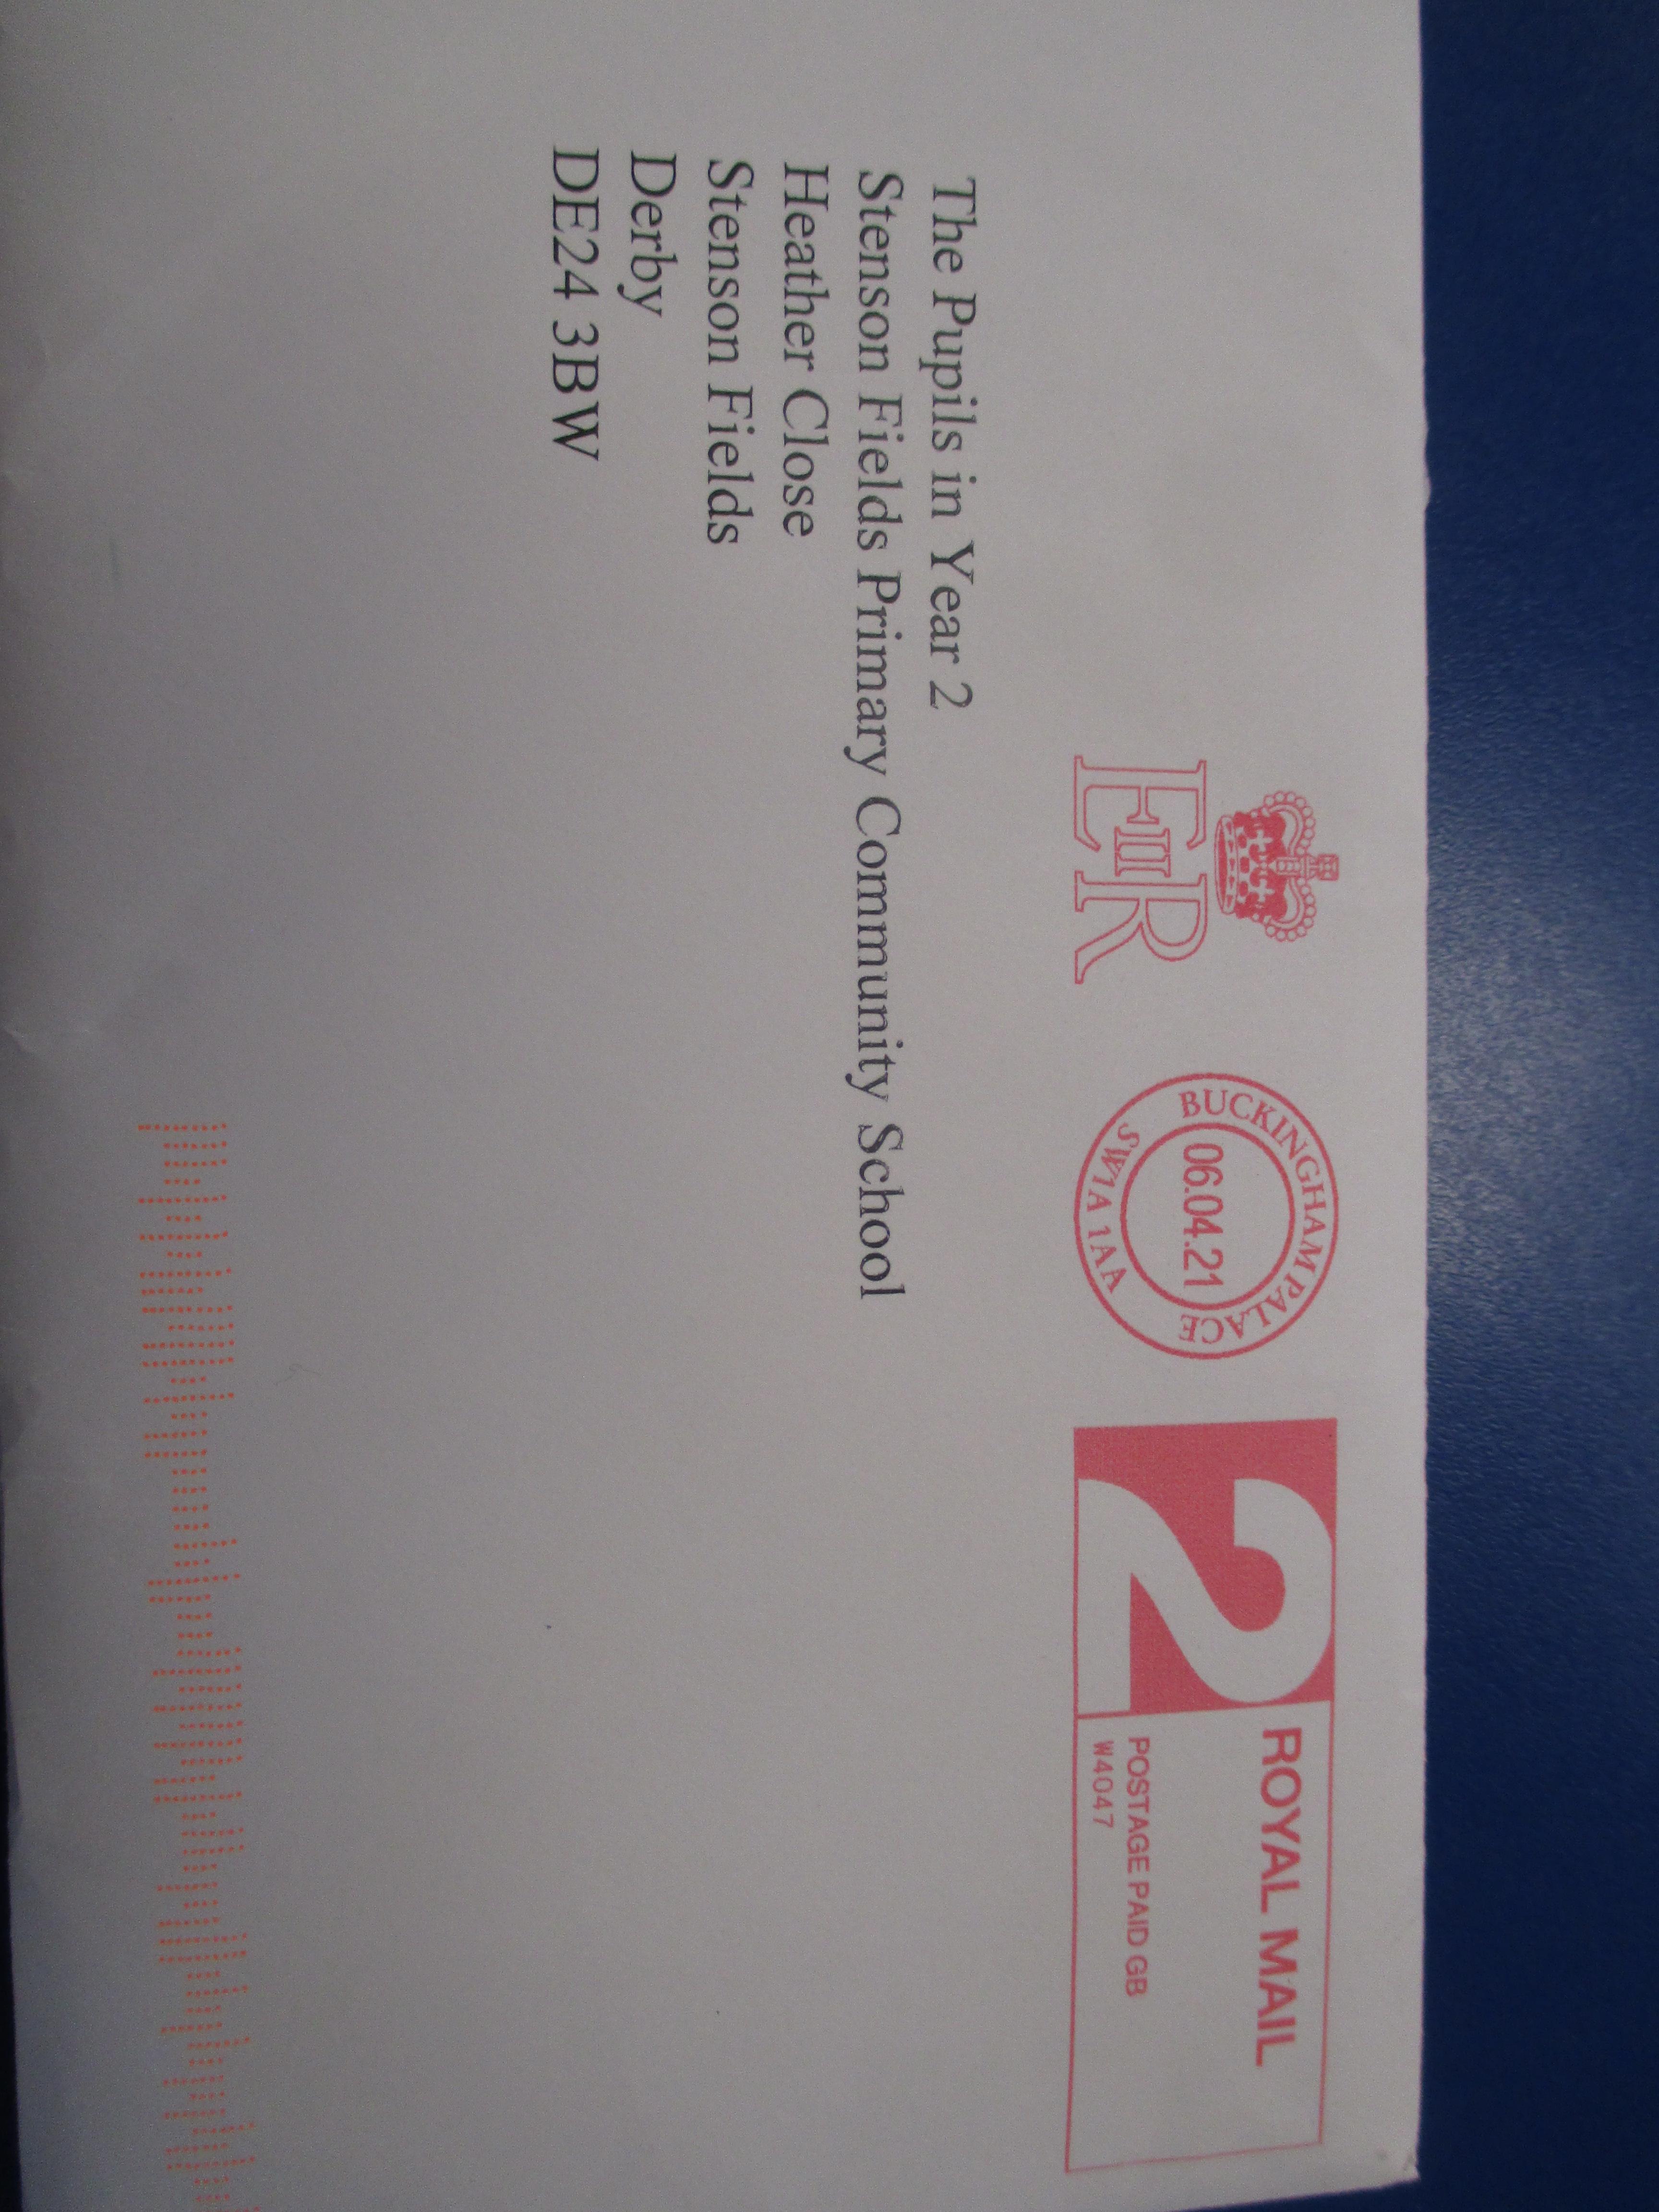 EIIR
BUCKINGHAM PALACE
06.04.21
SW1A 1AA
2
ROYAL MAIL
POSTAGE PAID GB
W4047
The Pupils in Year 2
Stenson Fields Primary Community School
Heather Close
Stenson Fields
Derby
DE24 3BW